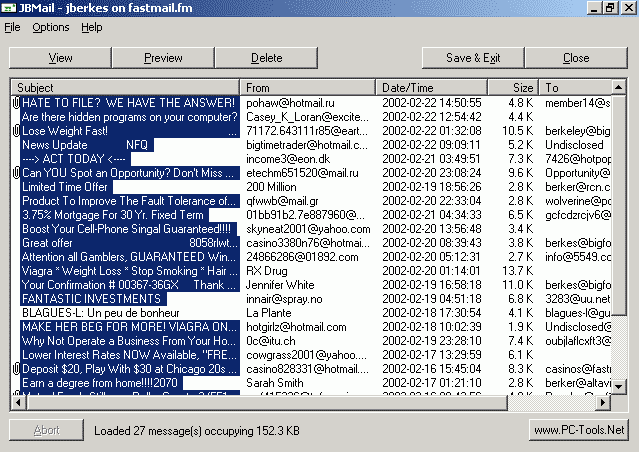 JBMail - jberkes on fastmail.fm
File Options Help
View Preview Delete Save & Exit Close
Subject From Date/Time Size To
HATE TO FILE? WE HAVE THE ANSWER! pohaw@hotmail.ru 2002-02-22 14:50:55 4.8 K member14@s
Are there hidden programs on your computer? Casey_K_Loran@excite... 2002-02-22 12:54:42 4.4 K
Lose Weight Fast! ... 71172.643111r85@eart... 2002-02-22 01:32:08 10.5 K berkeley@big
News Update NFQ bigtimetrader@hotmail.c... 2002-02-22 09:09:11 5.2 K Undisclosed
----> ACT TODAY <---- income3@eon.dk 2002-02-21 03:49:51 7.3 K 7426@hotpop
Can YOU Spot an Opportunity? Don't Miss ... etechm651520@mail.ru 2002-02-20 23:08:24 9.6 K Opportunity@
Limited Time Offer 200 Million 2002-02-19 18:56:26 2.8 K berker@rcn.c
Product To Improve The Fault Tolerance of... qfwwb@mail.gr 2002-02-20 22:33:04 2.8 K wolverine@po
3.75% Mortgage For 30 Yr. Fixed Term 01bb91b2.7e887960@... 2002-02-21 04:34:33 6.5 K gcfcdzrcjv6@
Boost Your Cell-Phone Singal Guaranteed!!!! skyneat2001@yahoo.com 2002-02-20 13:56:48 3.4 K
Great offer 8058rlwt... casino3380n76@hotmai... 2002-02-20 08:39:43 3.8 K berkes@bigfo
Attention all Gamblers, GUARANTEED Win... 24866286@01892.com 2002-02-20 05:12:31 2.7 K info@5549.co
Viagra * Weight Loss * Stop Smoking * Hair ... RX Drug 2002-02-20 01:14:01 13.7 K
Your Confirmation # 00367-36GX Thank ... Jennifer White 2002-02-19 16:58:18 11.0 K berkes@bigfo
FANTASTIC INVESTMENTS innair@spray.no 2002-02-19 04:51:18 6.8 K 3283@uu.net
BLAGUES-L: Un peu de bonheur La Plante 2002-02-18 17:30:54 4.1 K blagues-l@gu
MAKE HER BEG FOR MORE! VIAGRA ON... hotgirlz@hotmail.com 2002-02-18 10:02:39 1.9 K Undisclosed@
Why Not Operate a Business From Your Ho... 0c@itu.ch 2002-02-19 23:28:10 7.4 K oubjlaflcxft3@
Lower Interest Rates NOW Available, "FRE... cowgrass2001@yahoo.... 2002-02-17 13:29:59 6.1 K
Deposit $20, Play With $30 at Chicago 20s ... casino828331@hotmail.... 2002-02-16 15:45:04 8.3 K casinos@fast
Earn a degree from home!!!!2070 Sarah Smith 2002-02-17 01:21:10 2.8 K berker@altavi
Abort Loaded 27 message(s) occupying 152.3 KB www.PC-Tools.Net